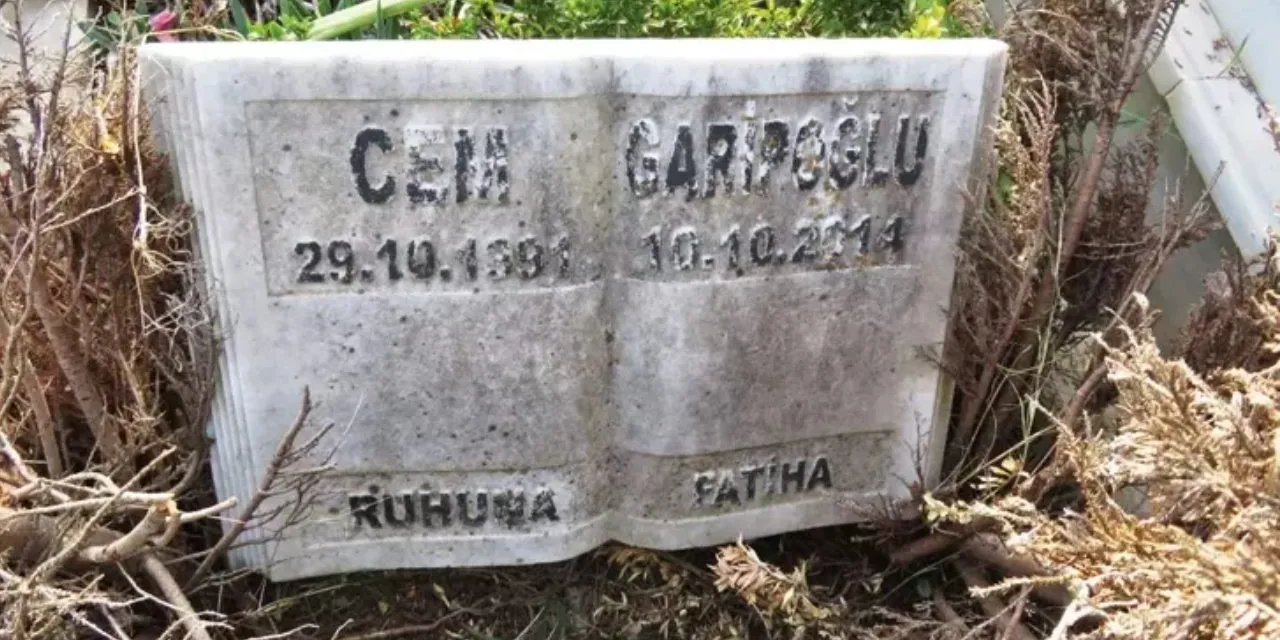 CEM GARİPOĞLU
29.10.1991 10.10.2014
RUHUNA FATİHA